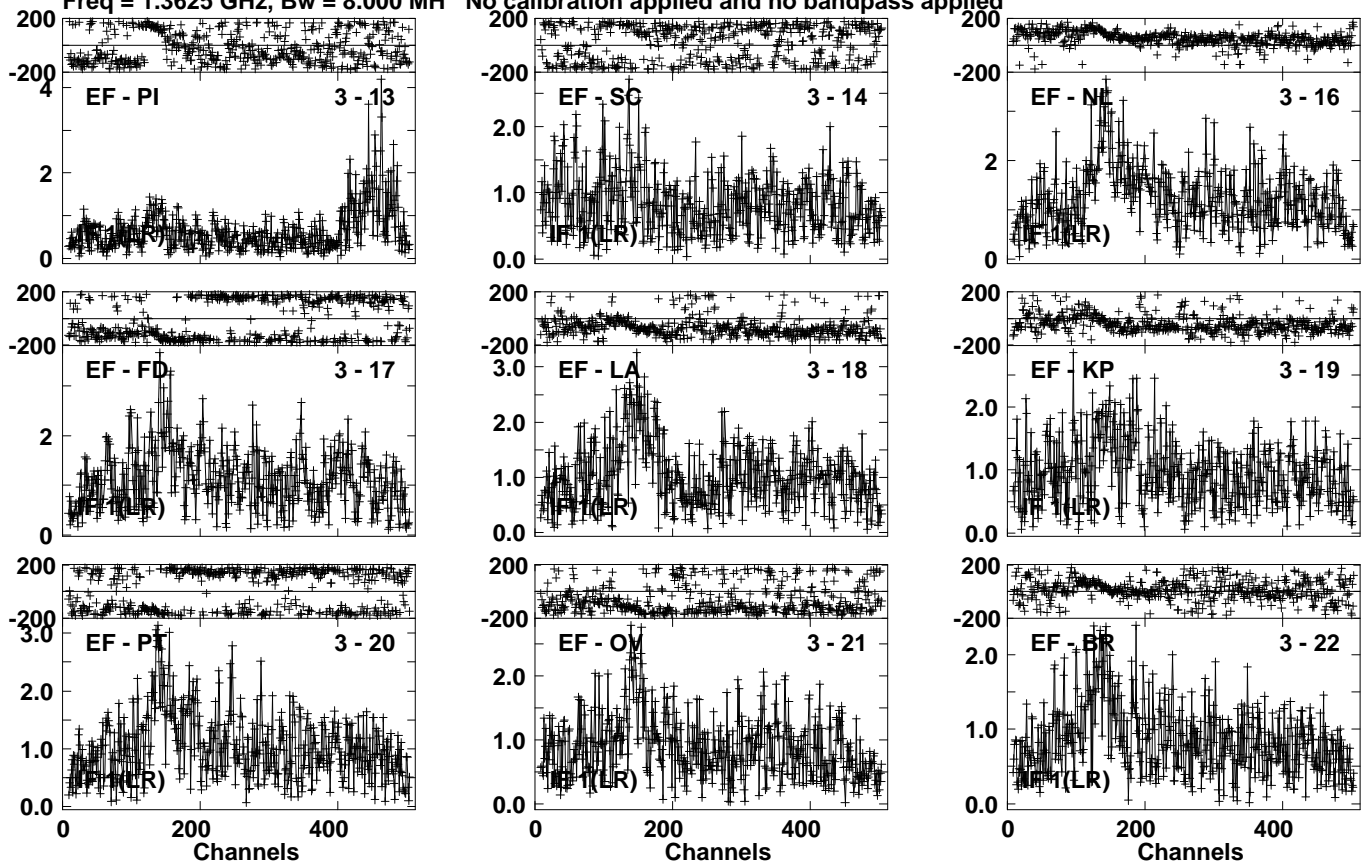 Freq = 1.3625 GHz, Bw = 8.000 MH No calibration applied and no bandpass applied
200 200 200
-200 -200 -200
EF - PI 3 - 13
4
2
0
IF 1(LR)
EF - SC 3 - 14
2.0
1.0
0.0
IF 1(LR)
EF - NL 3 - 16
2
0
IF 1(LR)
200 200 200
-200 -200 -200
EF - FD 3 - 17
2
0
IF 1(LR)
EF - LA 3 - 18
3.0
2.0
1.0
0.0
IF 1(LR)
EF - KP 3 - 19
2.0
1.0
0.0
IF 1(LR)
200 200 200
-200 -200 -200
EF - PT 3 - 20
3.0
2.0
1.0
0.0
IF 1(LR)
EF - OV 3 - 21
2.0
1.0
0.0
IF 1(LR)
EF - BR 3 - 22
2.0
1.0
0.0
IF 1(LR)
0 200 400 0 200 400 0 200 400
Channels Channels Channels